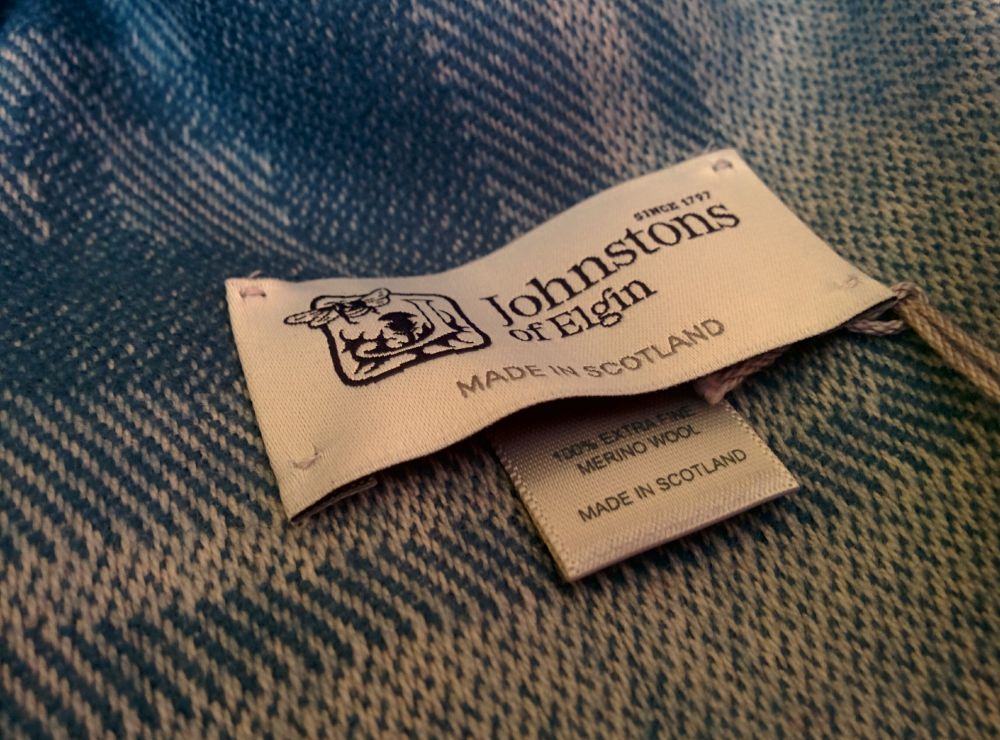 SINCE 1797
Johnstons
of Elgin
MADE IN SCOTLAND
100% EXTRA FINE
MERINO WOOL
MADE IN SCOTLAND